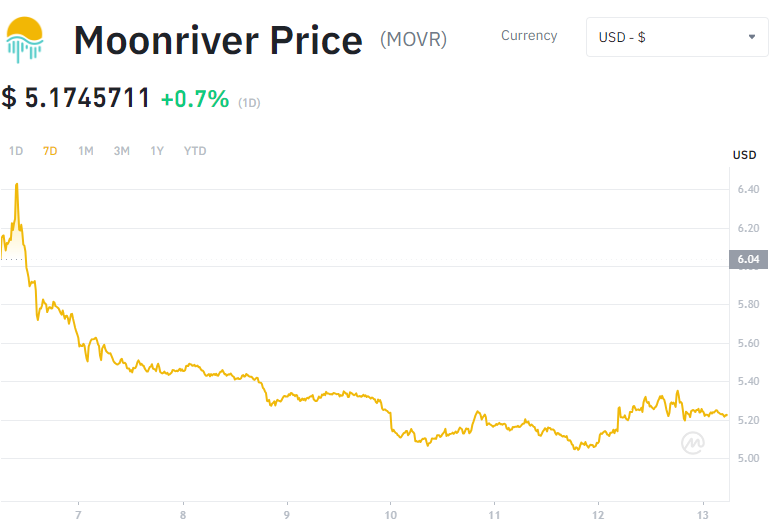 Moonriver Price (MOVR)
Currency
USD - $
$ 5.1745711 +0.7% (1D)
1D 7D 1M 3M 1Y YTD
USD
6.40
6.20
6.04
5.80
5.60
5.40
5.20
5.00
7 8 9 10 11 12 13